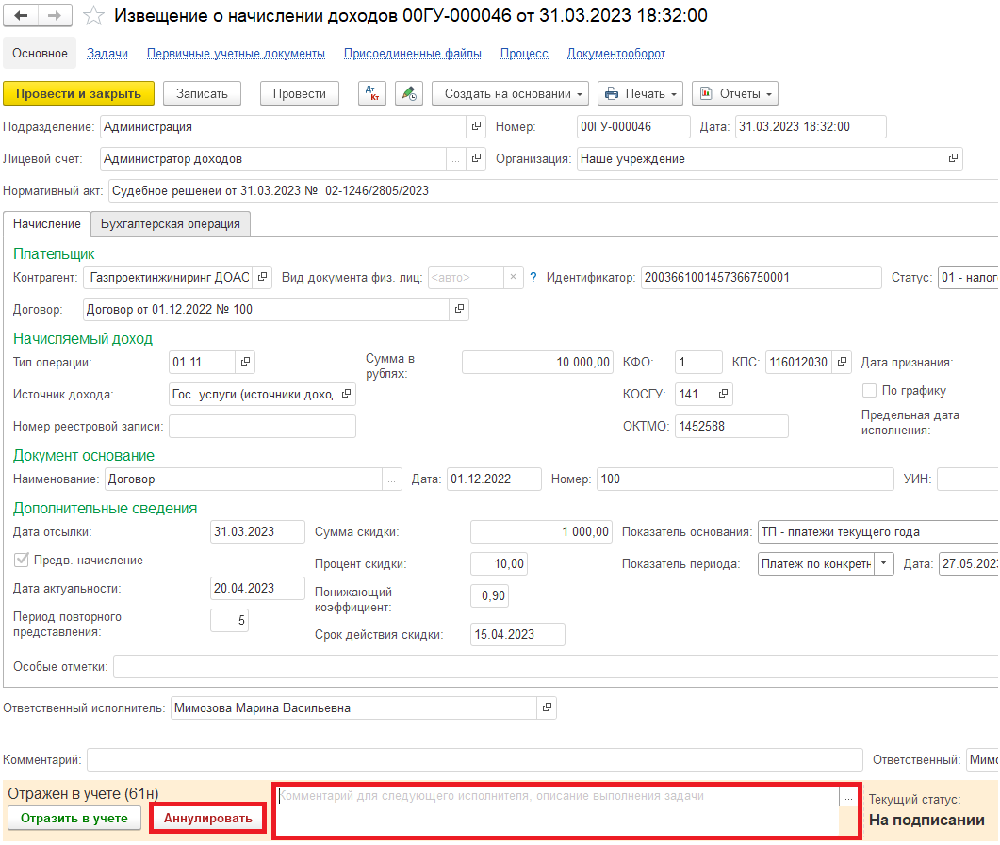 Извещение о начислении доходов 00ГУ-000046 от 31.03.2023 18:32:00
Основное Задачи Первичные учетные документы Присоединенные файлы Процесс Документооборот
Провести и закрыть Записать Провести Дт Кт Создать на основании Печать Отчеты
Подразделение: Администрация Номер: 00ГУ-000046 Дата: 31.03.2023 18:32:00
Лицевой счет: Администратор доходов ... Организация: Наше учреждение
Нормативный акт: Судебное решенеи от 31.03.2023 № 02-1246/2805/2023
Начисление Бухгалтерская операция
Плательщик
Контрагент: Газпроектинжиниринг ДОАС Вид документа физ. лиц: <авто> × ? Идентификатор: 2003661001457366750001 Статус: 01 - налог
Договор: Договор от 01.12.2022 № 100
Начисляемый доход
Тип операции: 01.11 Сумма в рублях: 10 000,00 КФО: 1 КПС: 116012030 Дата признания:
Источник дохода: Гос. услуги (источники доход КОСГУ: 141 По графику
Номер реестровой записи: ОКТМО: 1452588 Предельная дата исполнения:
Документ основание
Наименование: Договор ... Дата: 01.12.2022 Номер: 100 УИН:
Дополнительные сведения
Дата отсылки: 31.03.2023 Сумма скидки: 1 000,00 Показатель основания: ТП - платежи текущего года
Предв. начисление Процент скидки: 10,00 Показатель периода: Платеж по конкретн Дата: 27.05.2023
Дата актуальности: 20.04.2023 Понижающий коэффициент: 0,90
Период повторного представления: 5 Срок действия скидки: 15.04.2023
Особые отметки:
Ответственный исполнитель: Мимозова Марина Васильевна
Комментарий: Ответственный: Мимо
Отражен в учете (61н) Комментарий для следующего исполнителя, описание выполнения задачи ... Текущий статус:
Отразить в учете Аннулировать На подписании